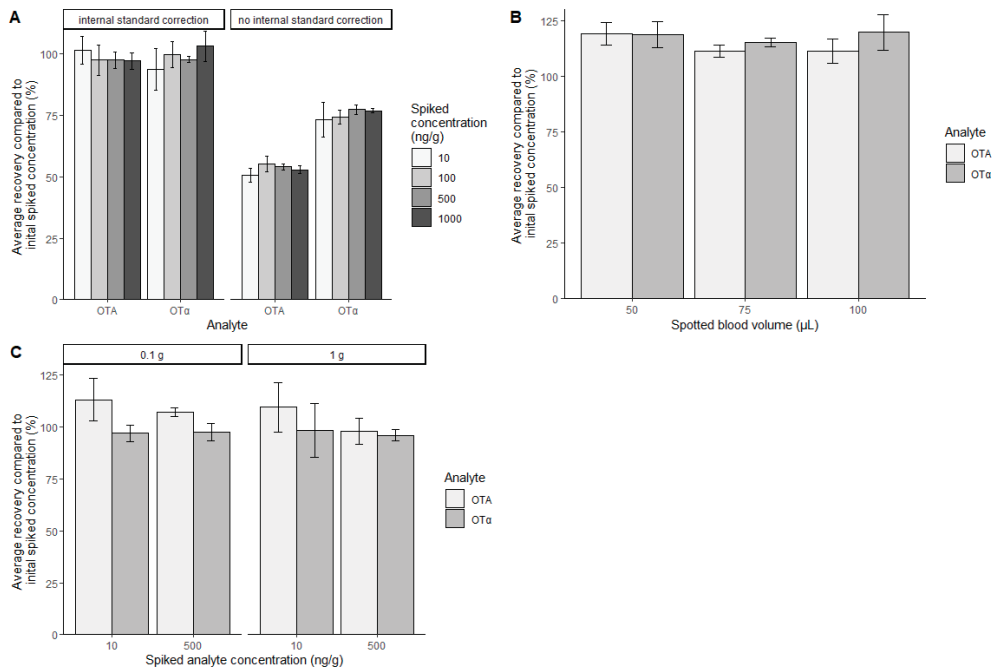 A
internal standard correction
no internal standard correction
Average recovery compared to
inital spiked concentration (%)
100
75
50
25
0
OTA
OTα
OTA
OTα
Analyte
Spiked
concentration
(ng/g)
10
100
500
1000
B
Average recovery compared to
inital spiked concentration (%)
125
100
75
50
25
0
50
75
100
Spotted blood volume (µL)
Analyte
OTA
OTα
C
0.1 g
1 g
Average recovery compared to
inital spiked concentration (%)
125
100
75
50
25
0
10
500
10
500
Spiked analyte concentration (ng/g)
Analyte
OTA
OTα